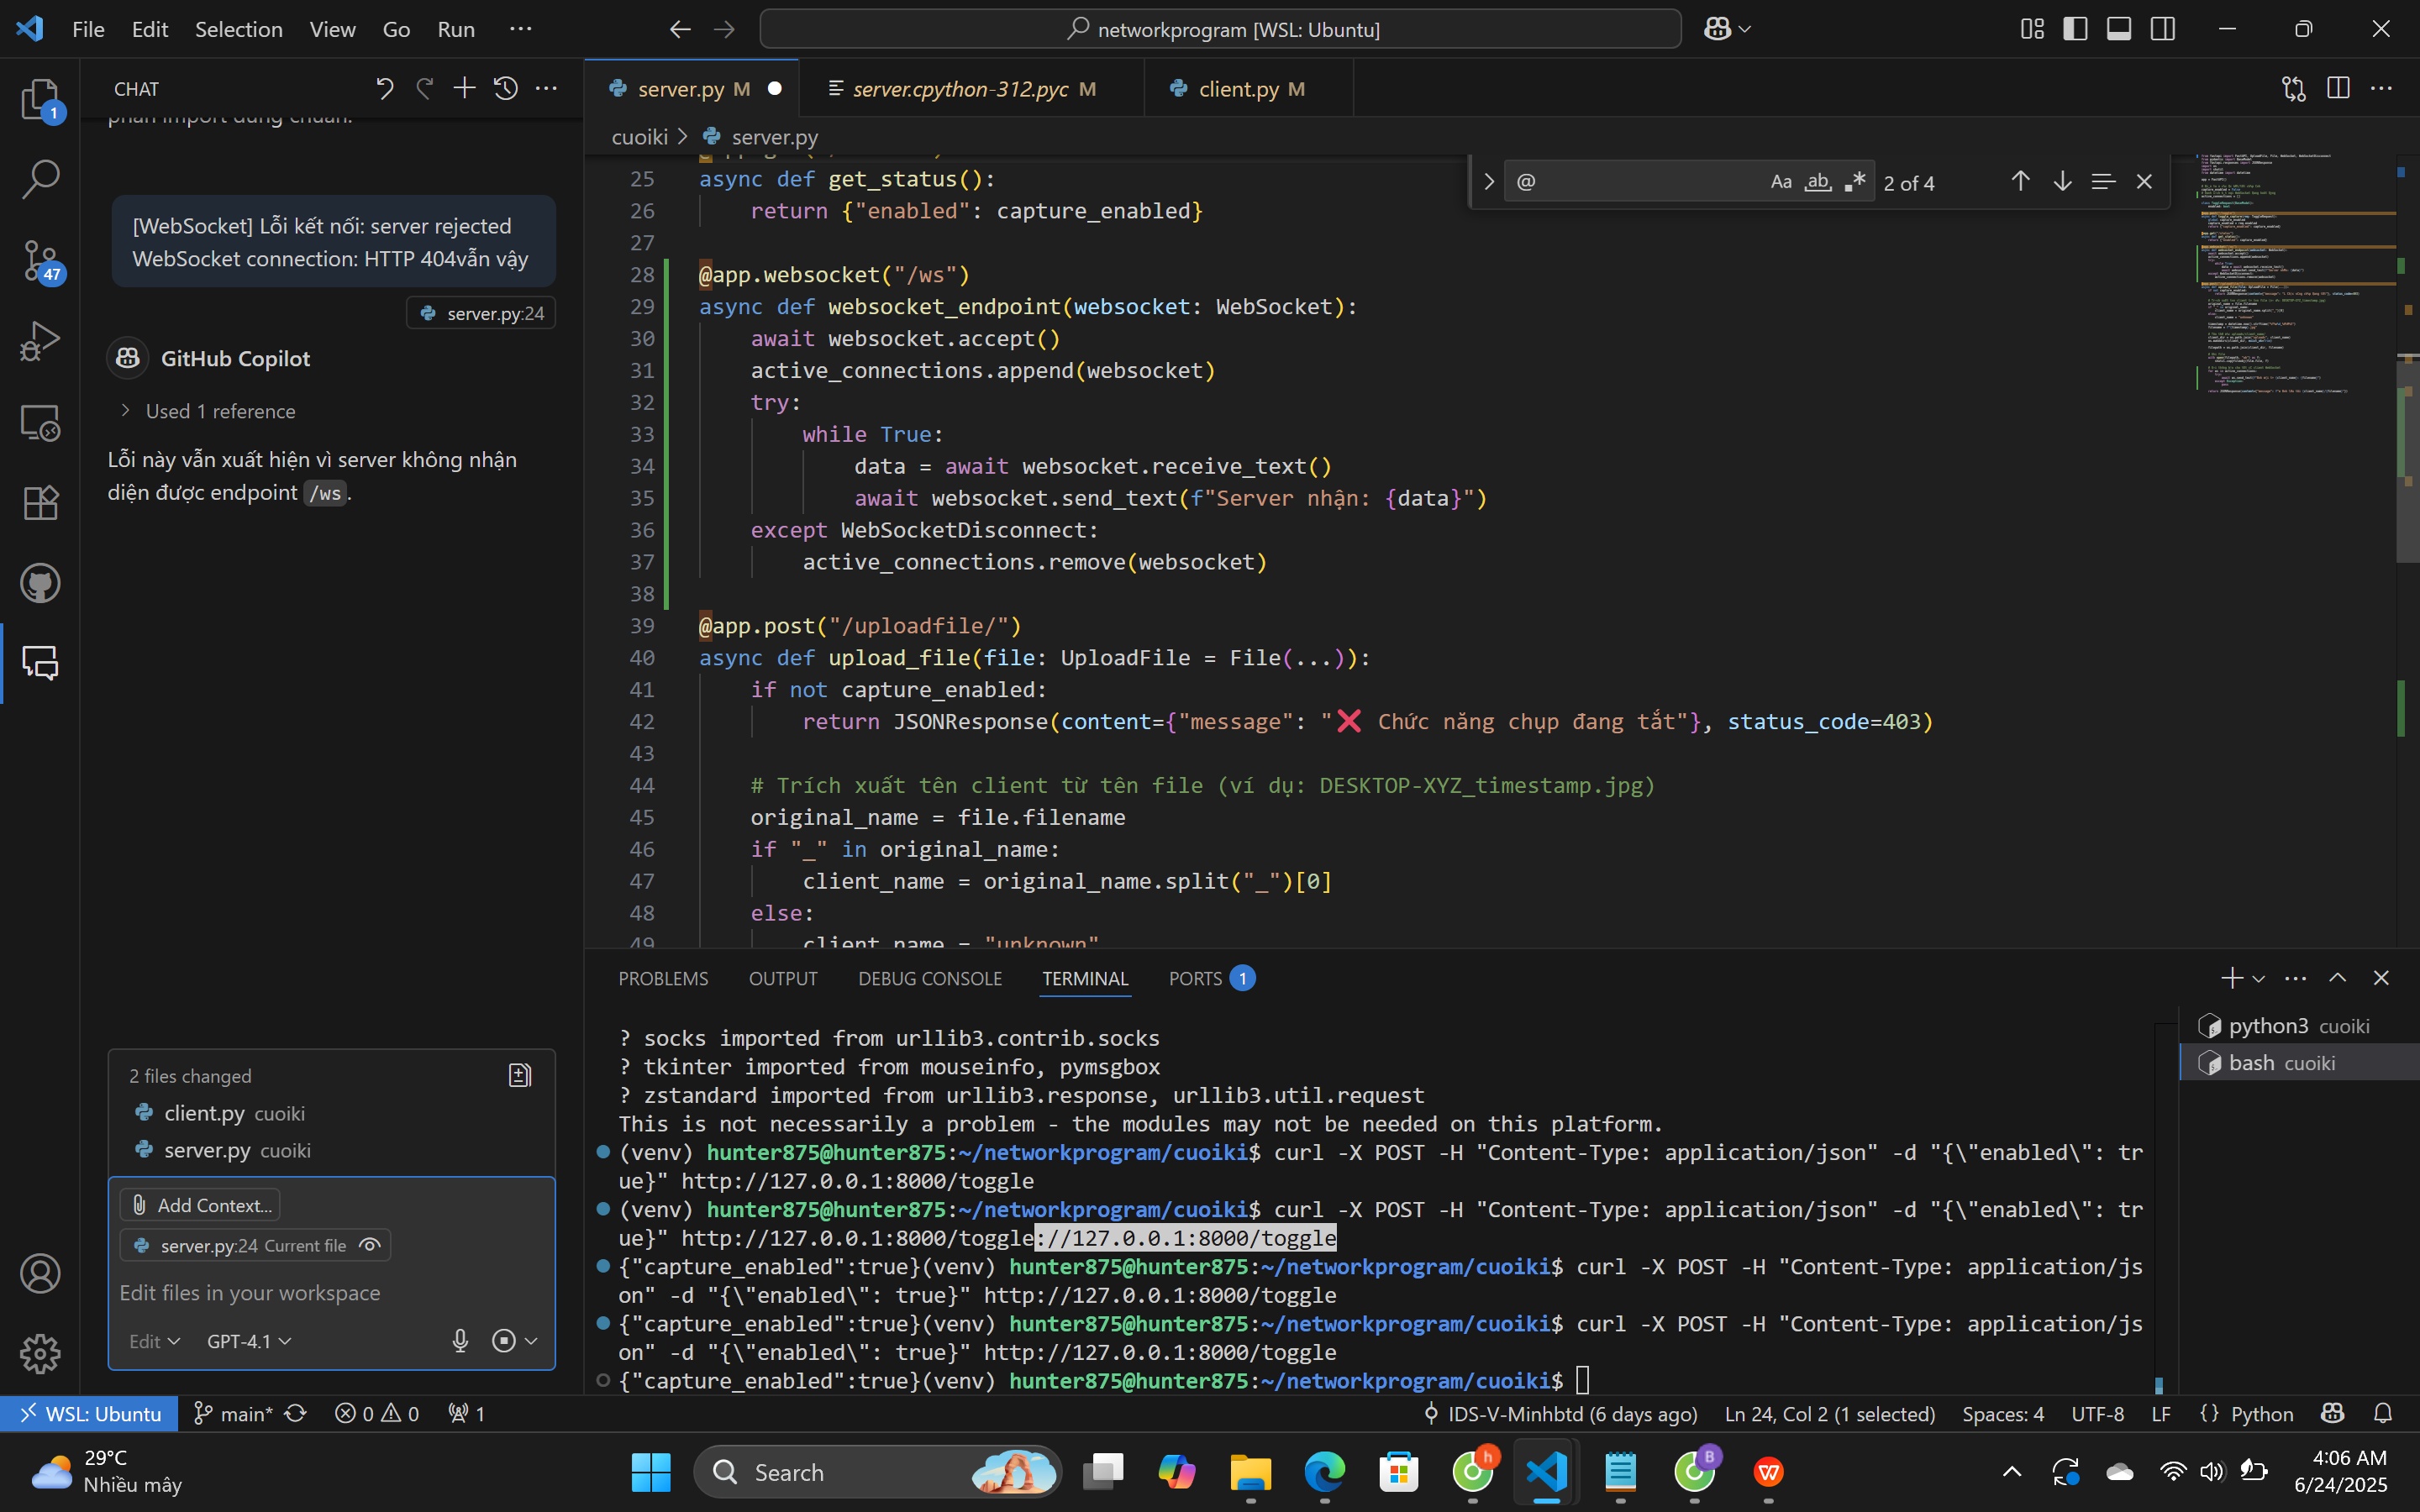 File Edit Selection View Go Run ···
networkprogram [WSL: Ubuntu]
1
47
CHAT
phần import đúng chuẩn.
[WebSocket] Lỗi kết nối: server rejected
WebSocket connection: HTTP 404vẫn vậy
server.py:24
GitHub Copilot
Used 1 reference
Lỗi này vẫn xuất hiện vì server không nhận
diện được endpoint /ws.
2 files changed
client.py cuoiki
server.py cuoiki
Add Context...
server.py:24 Current file
Edit files in your workspace
Edit GPT-4.1
server.py M
server.cpython-312.pyc M
client.py M
cuoiki > server.py
@ Aa ab .* 2 of 4
25 async def get_status():
26 return {"enabled": capture_enabled}
27
28 @app.websocket("/ws")
29 async def websocket_endpoint(websocket: WebSocket):
30 await websocket.accept()
31 active_connections.append(websocket)
32 try:
33 while True:
34 data = await websocket.receive_text()
35 await websocket.send_text(f"Server nhận: {data}")
36 except WebSocketDisconnect:
37 active_connections.remove(websocket)
38
39 @app.post("/uploadfile/")
40 async def upload_file(file: UploadFile = File(...)):
41 if not capture_enabled:
42 return JSONResponse(content={"message": "❌ Chức năng chụp đang tắt"}, status_code=403)
43
44 # Trích xuất tên client từ tên file (ví dụ: DESKTOP-XYZ_timestamp.jpg)
45 original_name = file.filename
46 if "_" in original_name:
47 client_name = original_name.split("_")[0]
48 else:
49 client_name = "unknown"
PROBLEMS OUTPUT DEBUG CONSOLE TERMINAL PORTS 1
? socks imported from urllib3.contrib.socks
? tkinter imported from mouseinfo, pymsgbox
? zstandard imported from urllib3.response, urllib3.util.request
This is not necessarily a problem - the modules may not be needed on this platform.
(venv) hunter875@hunter875:~/networkprogram/cuoiki$ curl -X POST -H "Content-Type: application/json" -d "{\"enabled\": tr
ue}" http://127.0.0.1:8000/toggle
(venv) hunter875@hunter875:~/networkprogram/cuoiki$ curl -X POST -H "Content-Type: application/json" -d "{\"enabled\": tr
ue}" http://127.0.0.1:8000/toggle://127.0.0.1:8000/toggle
{"capture_enabled":true}(venv) hunter875@hunter875:~/networkprogram/cuoiki$ curl -X POST -H "Content-Type: application/js
on" -d "{\"enabled\": true}" http://127.0.0.1:8000/toggle
{"capture_enabled":true}(venv) hunter875@hunter875:~/networkprogram/cuoiki$ curl -X POST -H "Content-Type: application/js
on" -d "{\"enabled\": true}" http://127.0.0.1:8000/toggle
{"capture_enabled":true}(venv) hunter875@hunter875:~/networkprogram/cuoiki$
python3 cuoiki
bash cuoiki
WSL: Ubuntu main* 0 0 1 IDS-V-Minhbtd (6 days ago) Ln 24, Col 2 (1 selected) Spaces: 4 UTF-8 LF {} Python
29°C
Nhiều mây
Search
h
B
4:06 AM
6/24/2025